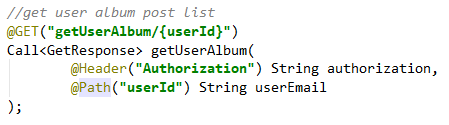 //get user album post list
@GET("getUserAlbum/{userId}")
Call<GetResponse> getUserAlbum(
        @Header("Authorization") String authorization,
        @Path("userId") String userEmail
);